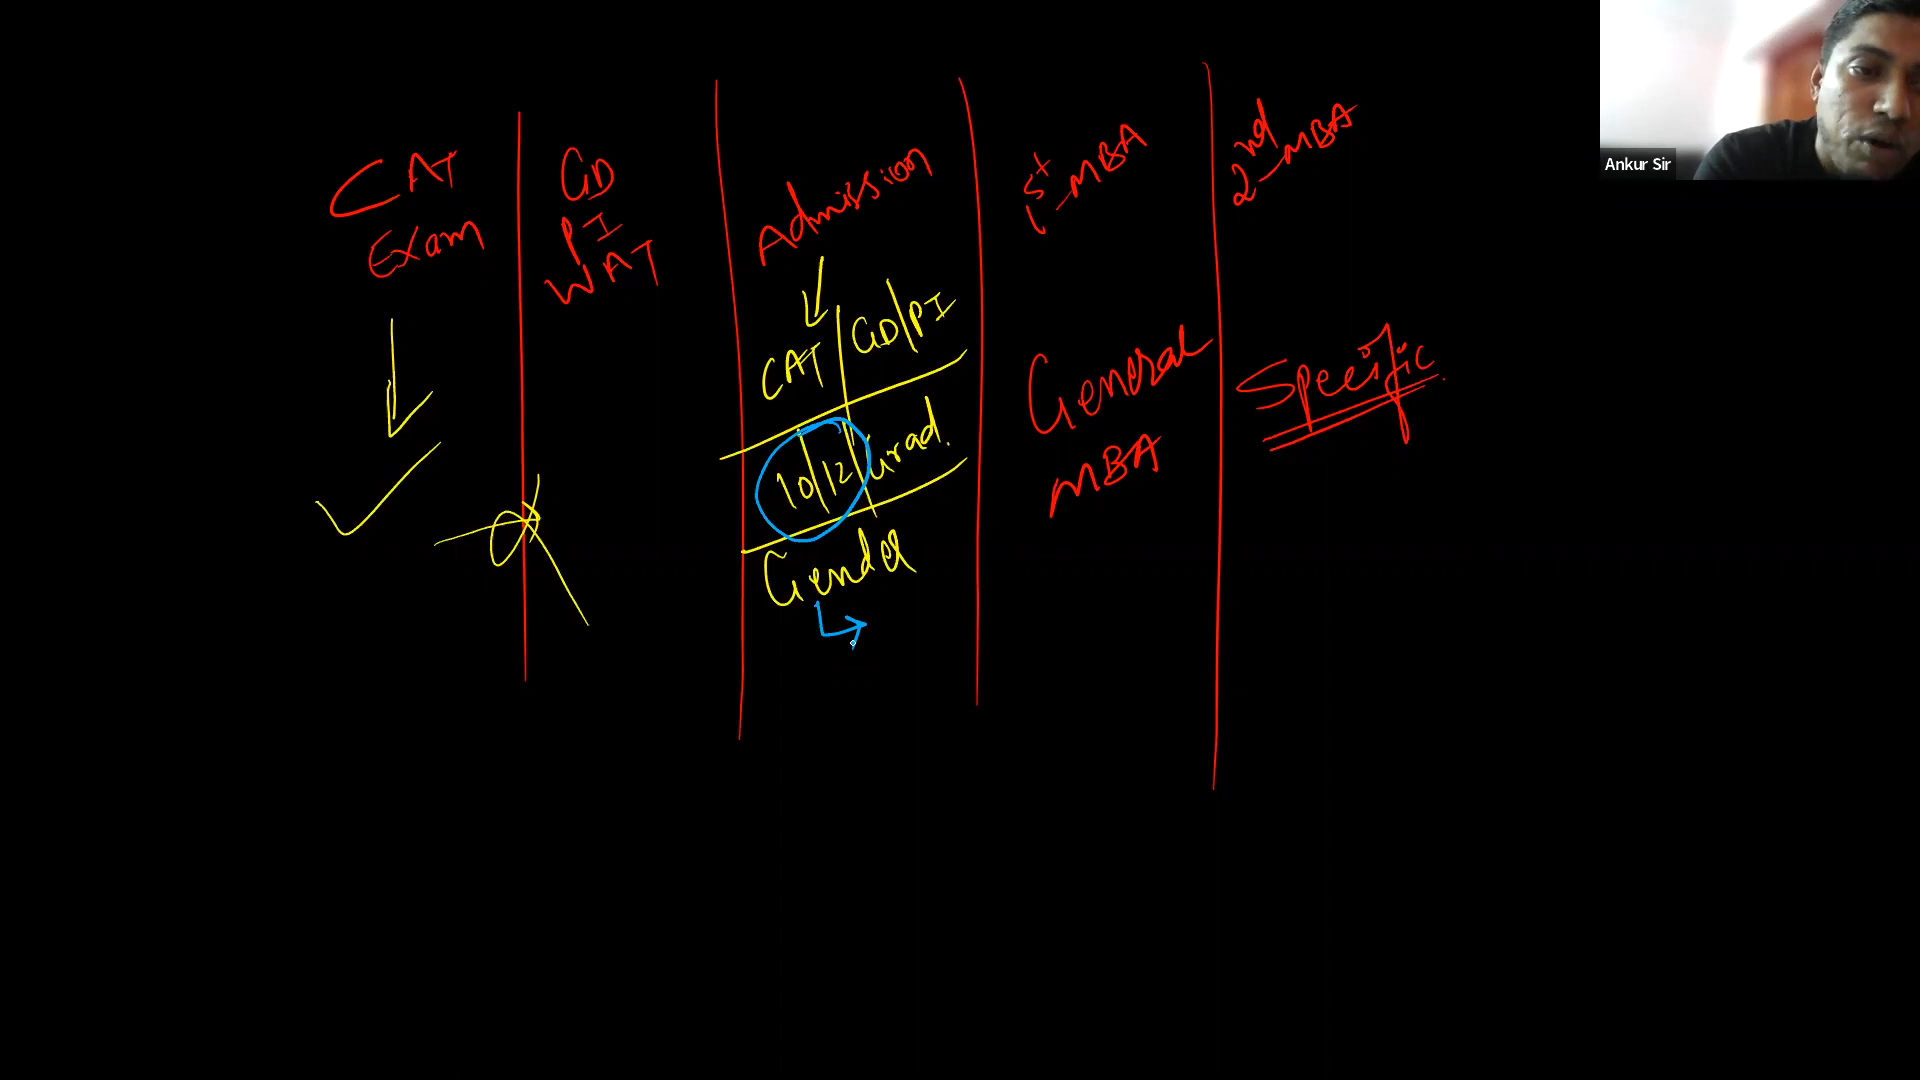 CAT
Exam
GD
PI
WAT
Admission
CAT GD/PI
10/12/Grad.
Gender
1st MBA
General
MBA
2nd MBA
Specific
Ankur Sir